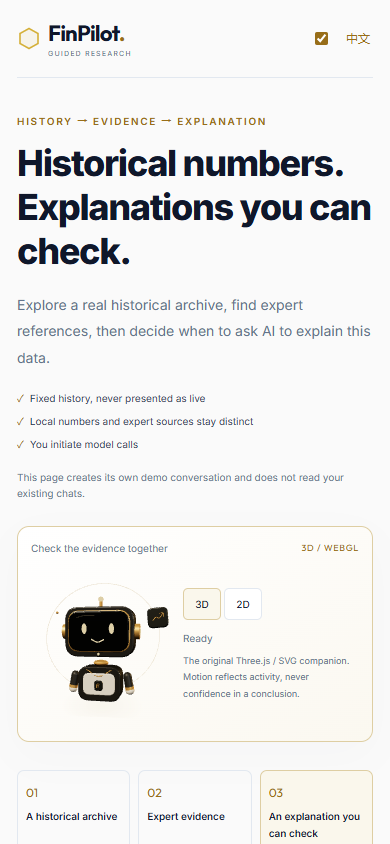 FinPilot.
GUIDED RESEARCH
中文
HISTORY → EVIDENCE → EXPLANATION
Historical numbers.
Explanations you can
check.
Explore a real historical archive, find expert
references, then decide when to ask AI to explain this
data.
✓ Fixed history, never presented as live
✓ Local numbers and expert sources stay distinct
✓ You initiate model calls
This page creates its own demo conversation and does not read your
existing chats.
Check the evidence together
3D / WEBGL
3D
2D
Ready
The original Three.js / SVG companion.
Motion reflects activity, never
confidence in a conclusion.
01
A historical archive
02
Expert evidence
03
An explanation you
can check